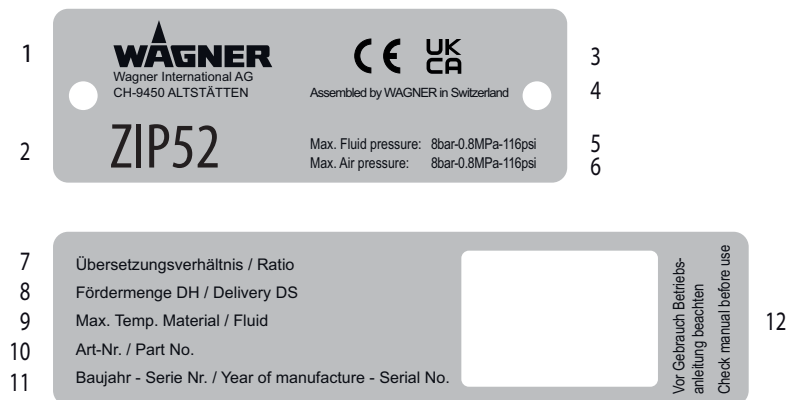 1
WAGNER
Wagner International AG
CH-9450 ALTSTÄTTEN
CE UKCA
3
Assembled by WAGNER in Switzerland
4
2
ZIP52
Max. Fluid pressure: 8bar-0.8MPa-116psi
5
Max. Air pressure: 8bar-0.8MPa-116psi
6
7
Übersetzungsverhältnis / Ratio
8
Fördermenge DH / Delivery DS
9
Max. Temp. Material / Fluid
10
Art-Nr. / Part No.
11
Baujahr - Serie Nr. / Year of manufacture - Serial No.
Vor Gebrauch Betriebs-
anleitung beachten
Check manual before use
12